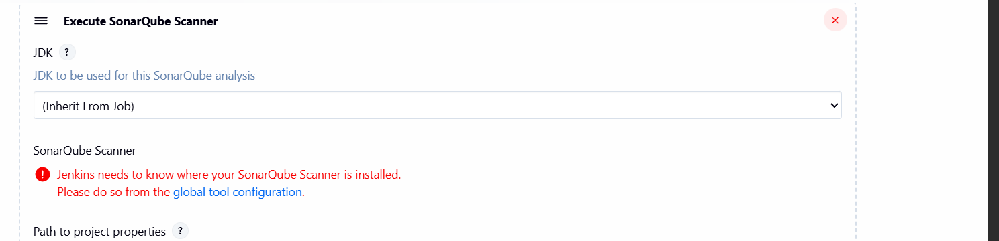 Execute SonarQube Scanner
JDK ?
JDK to be used for this SonarQube analysis
(Inherit From Job)
SonarQube Scanner
Jenkins needs to know where your SonarQube Scanner is installed.
Please do so from the global tool configuration.
Path to project properties ?